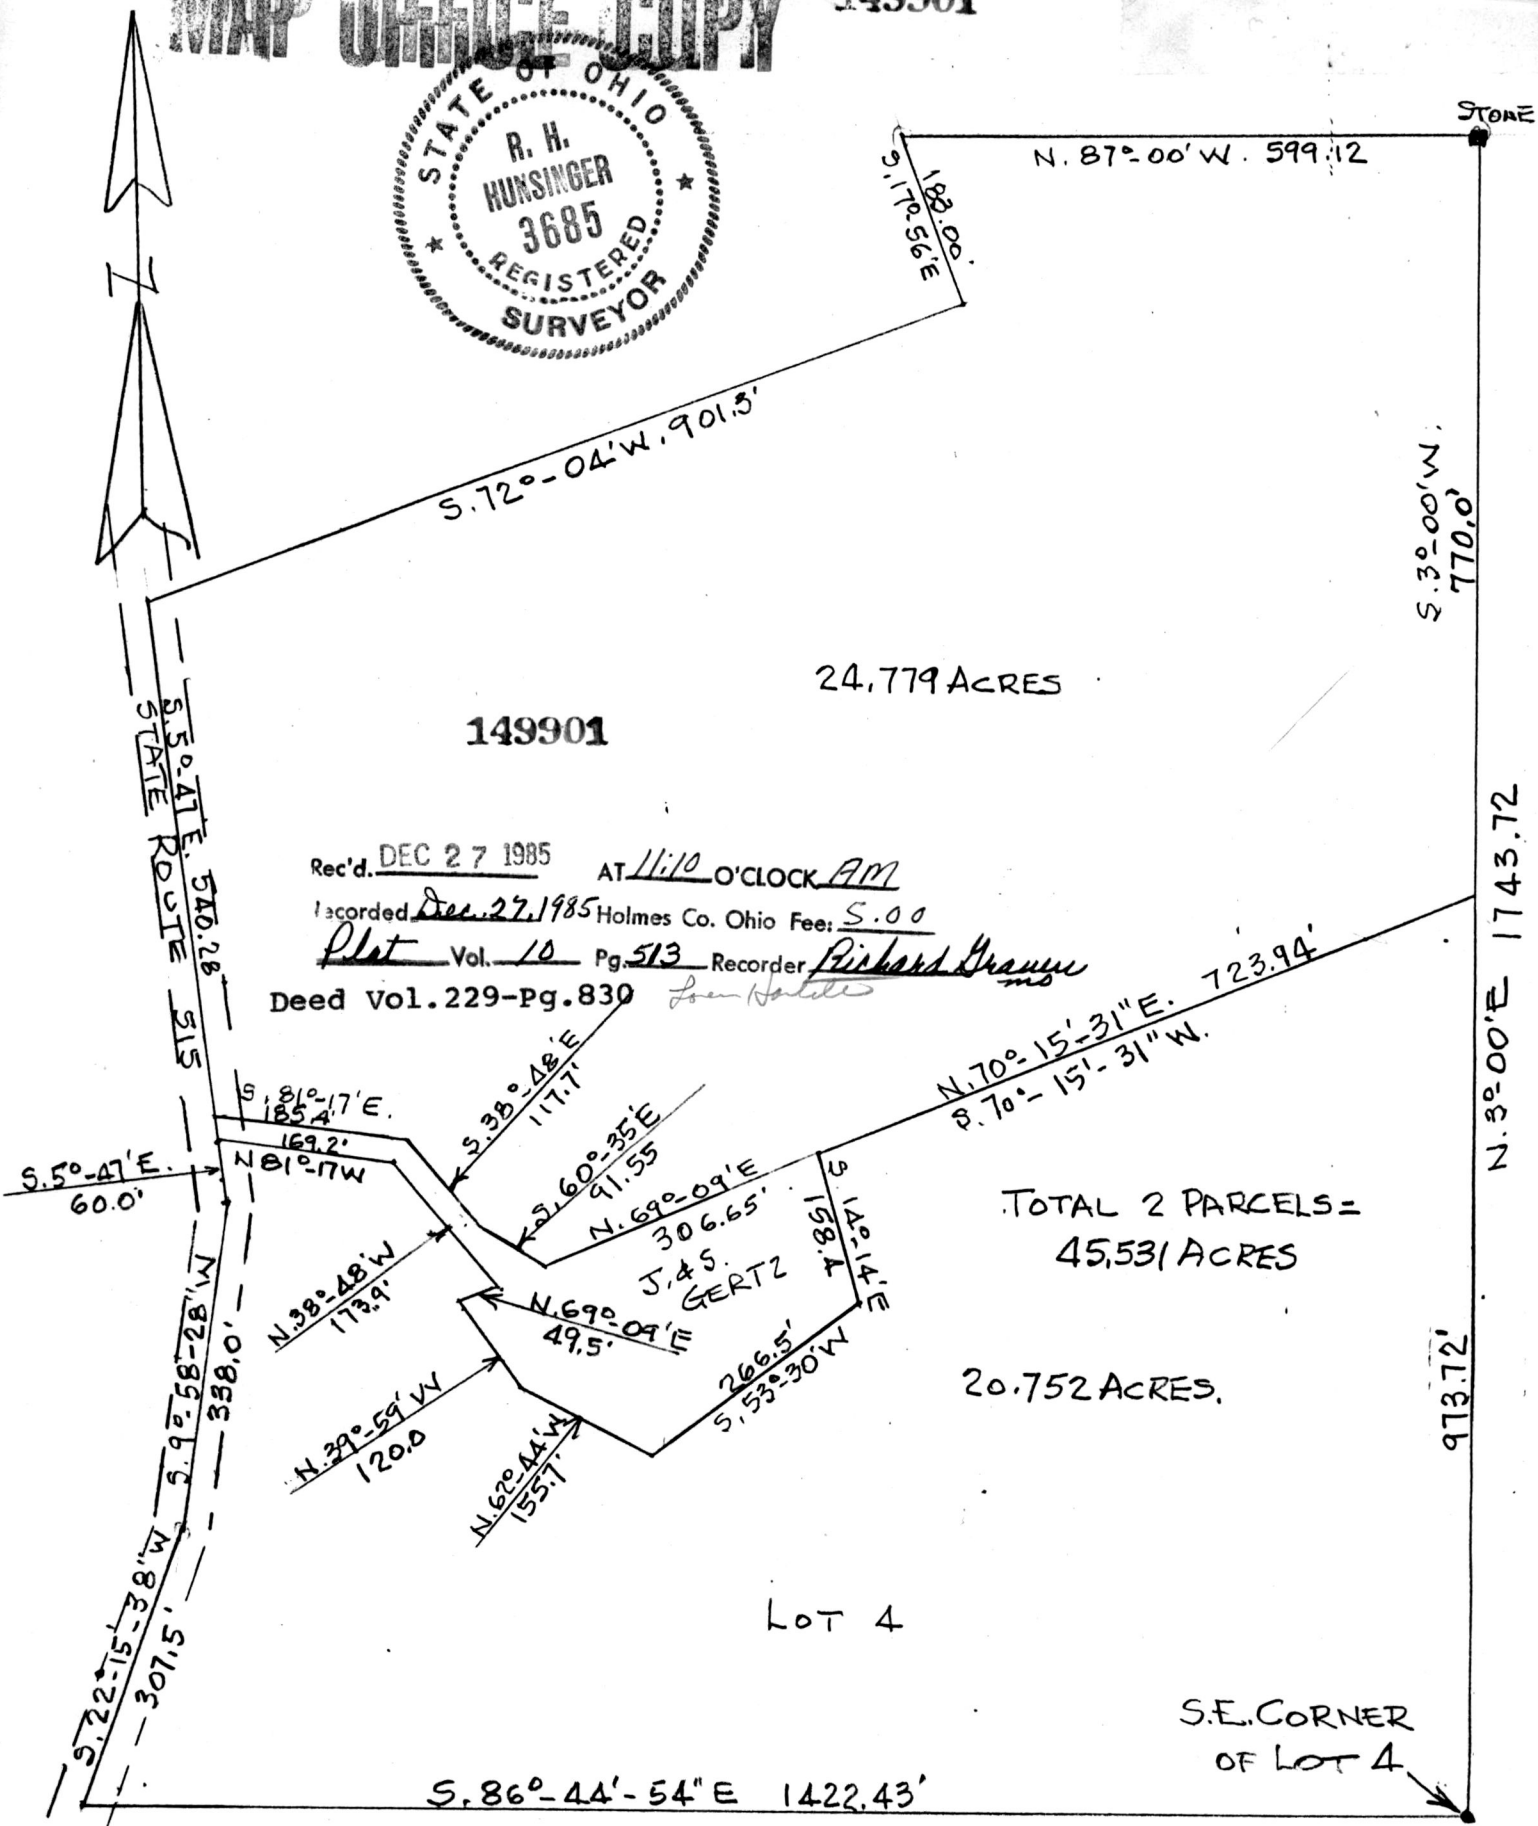 MAP OFFICE COPY
STATE OF OHIO
R. H.
HUNSINGER
3685
REGISTERED
SURVEYOR
STONE
N. 87°-00' W. 599.12
188.00'
S.17°-56'E
S.72°-04'W. 901.3'
S.3°-00'W.
770.0'
24.779 ACRES
149901
S.5°-47'E. 540.28
STATE ROUTE 515
Rec'd. DEC 27 1985 AT 11:10 O'CLOCK AM
recorded Dec. 27, 1985 Holmes Co. Ohio Fee: 5.00
Plat Vol. 10 Pg. 513 Recorder Richard Graven
Deed Vol.229-Pg.830
N.3°-00'E 1743.72
N.70°-15'-31"E. 723.94'
S.70°-15'-31"W.
S.81°-17'E.
185.4'
169.2'
N 81°-17W
S.38°-48'E
117.7'
S.60°-35'E
91.55
S.5°-47'E.
60.0'
N.69°-09'E
306.65'
J.&S.
GERTZ
S.14°-14'E
158.4
TOTAL 2 PARCELS=
45.531 ACRES
N.38°-48'W
173.9'
N.69°-09'E
49.5'
S.9°-58-28"W
338.0'
266.5'
S.53°-30'W
20.752 ACRES.
973.72'
N.39°-59'W
120.0
N.62°-44'W
155.7'
S.22-15'-38"W
307.5'
LOT 4
S.E. CORNER
OF LOT 4
S.86°-44'-54"E 1422.43'